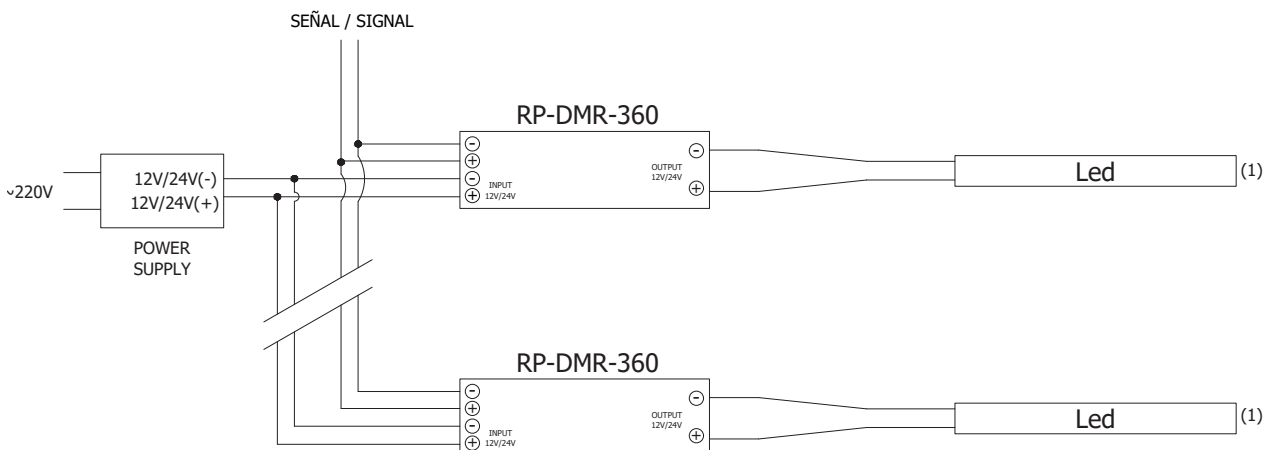 SEÑAL / SIGNAL
RP-DMR-360
~220V
12V/24V(-)
12V/24V(+)
POWER
SUPPLY
-
+
-
+
INPUT
12V/24V
OUTPUT
12V/24V
-
+
Led
(1)
RP-DMR-360
-
+
-
+
INPUT
12V/24V
OUTPUT
12V/24V
-
+
Led
(1)